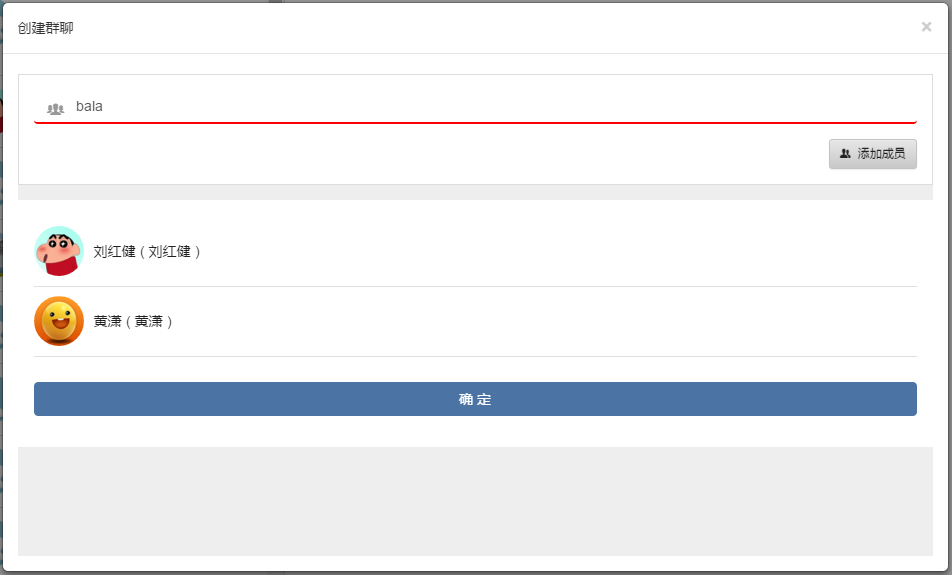 创建群聊 ×
bala
添加成员
刘红健 ( 刘红健 )
黄潇 ( 黄潇 )
确 定